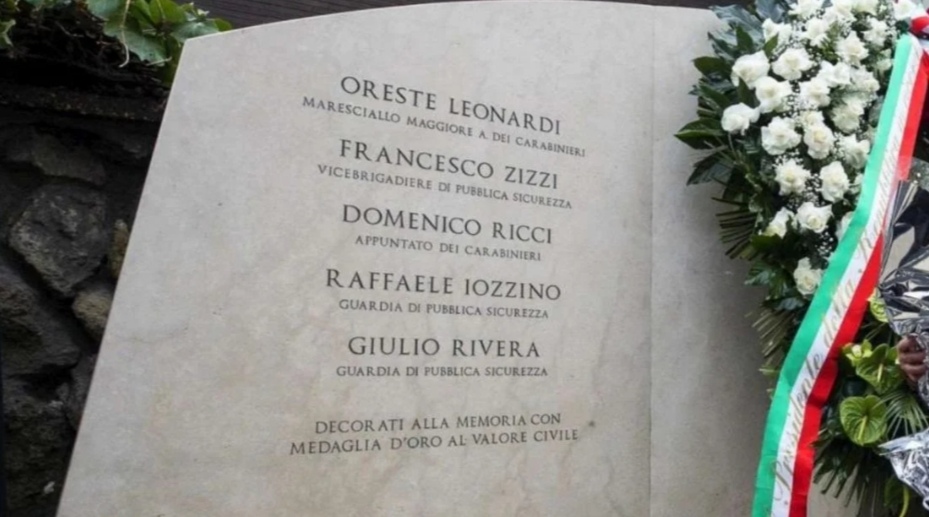 ORESTE LEONARDI
MARESCIALLO MAGGIORE A. DEI CARABINIERI
FRANCESCO ZIZZI
VICEBRIGADIERE DI PUBBLICA SICUREZZA
DOMENICO RICCI
APPUNTATO DEI CARABINIERI
RAFFAELE IOZZINO
GUARDIA DI PUBBLICA SICUREZZA
GIULIO RIVERA
GUARDIA DI PUBBLICA SICUREZZA
DECORATI ALLA MEMORIA CON
MEDAGLIA D'ORO AL VALORE CIVILE
Presidente della